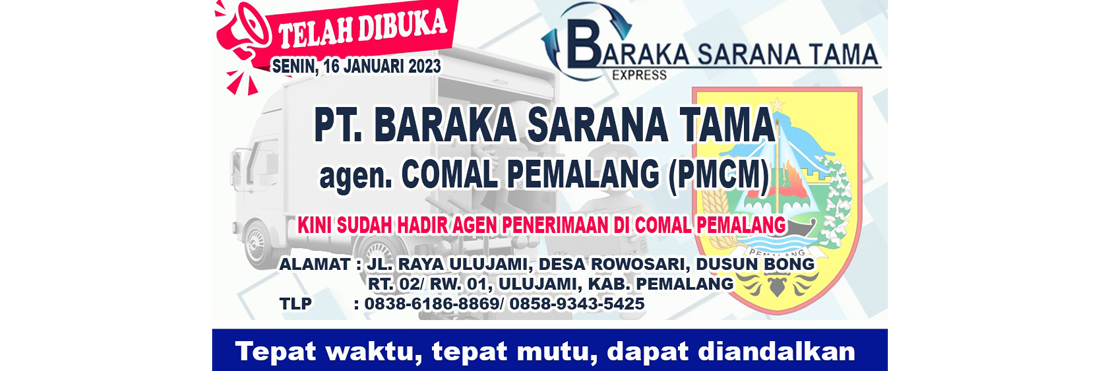 TELAH DIBUKA
SENIN, 16 JANUARI 2023
BARAKA SARANA TAMA
EXPRESS
PT. BARAKA SARANA TAMA
agen. COMAL PEMALANG (PMCM)
KINI SUDAH HADIR AGEN PENERIMAAN DI COMAL PEMALANG
PEMALANG
ALAMAT : JL. RAYA ULUJAMI, DESA ROWOSARI, DUSUN BONG
RT. 02/ RW. 01, ULUJAMI, KAB. PEMALANG
TLP : 0838-6186-8869/ 0858-9343-5425
Tepat waktu, tepat mutu, dapat diandalkan